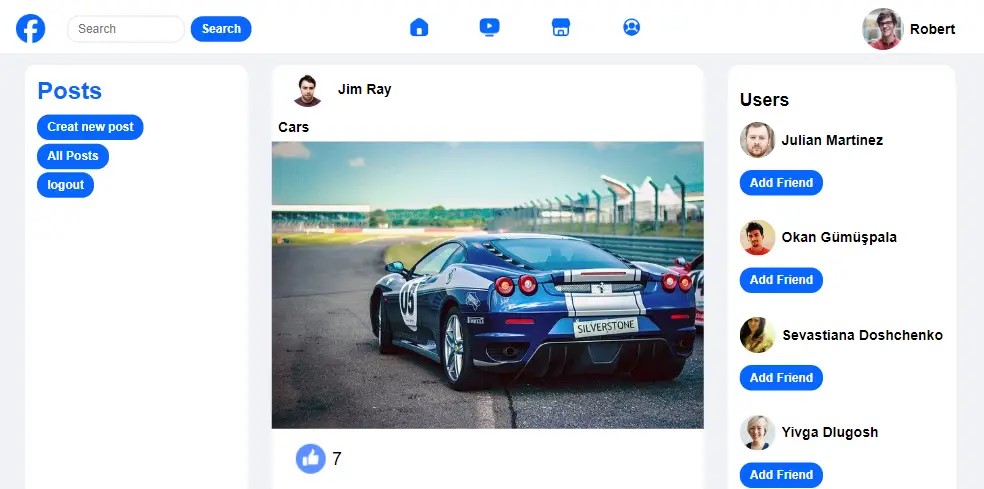 Search
Search
Robert
Posts
Creat new post
All Posts
logout
Jim Ray
Cars
03
SILVERSTONE
7
Users
Julian Martinez
Add Friend
Okan Gümüşpala
Add Friend
Sevastiana Doshchenko
Add Friend
Yivga Dlugosh
Add Friend